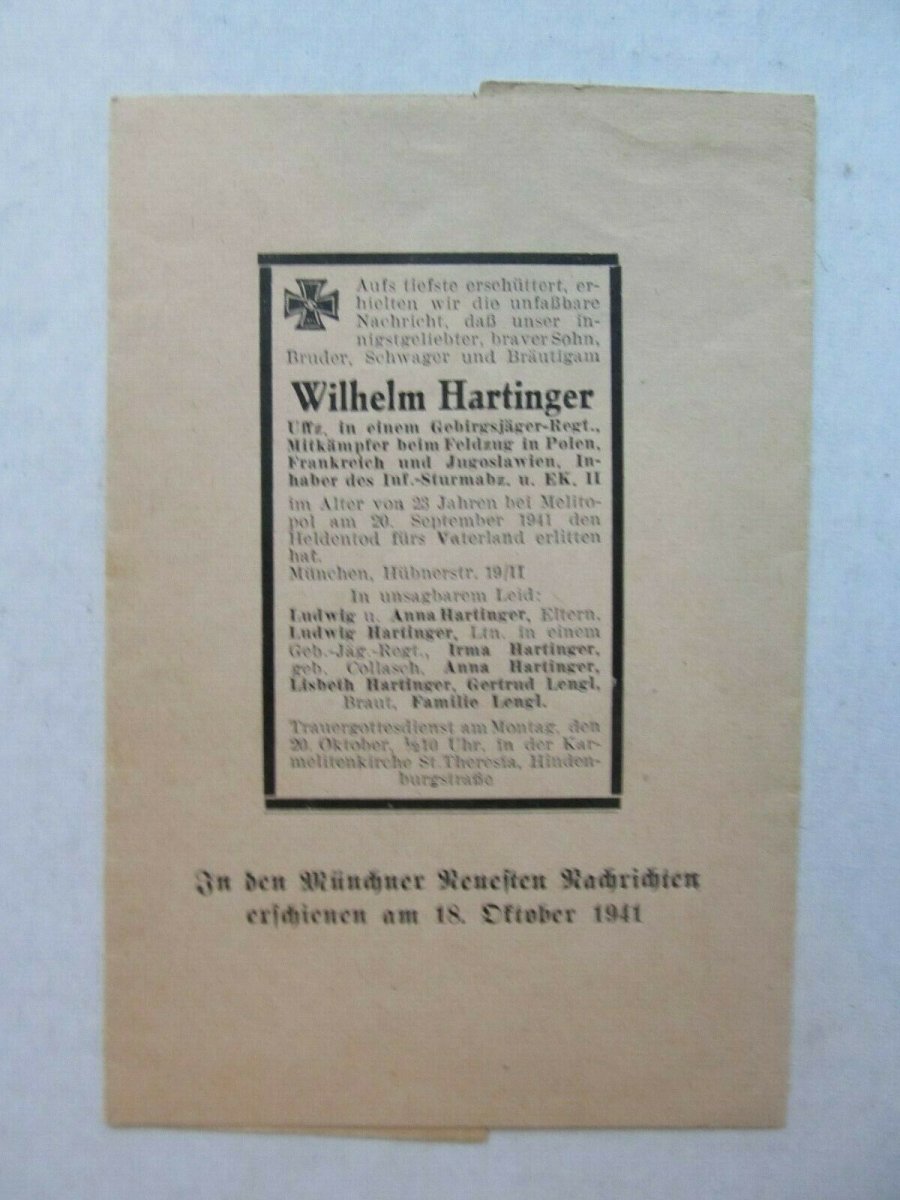 Aufs tiefste erschüttert, er-
hielten wir die unfaßbare
Nachricht, daß unser in-
nigstgeliebter, braver Sohn,
Bruder, Schwager und Bräutigam
Wilhelm Hartinger
Uffz. in einem Gebirgsjäger-Regt.,
Mitkämpfer beim Feldzug in Polen,
Frankreich und Jugoslawien, In-
haber des Inf.-Sturmabz. u. EK. II
im Alter von 23 Jahren bei Melito-
pol am 20. September 1941 den
Heldentod fürs Vaterland erlitten
hat.
München, Hübnerstr. 19/II
In unsagbarem Leid:
Ludwig u. Anna Hartinger, Eltern,
Ludwig Hartinger, Ltn. in einem
Geb.-Jäg.-Regt., Irma Hartinger,
geb. Collasch, Anna Hartinger,
Lisbeth Hartinger, Gertrud Lengl,
Braut, Familie Lengl.
Trauergottesdienst am Montag, den
20. Oktober, ½10 Uhr, in der Kar-
melitenkirche St. Theresia, Hinden-
burgstraße
In den Münchner Neuesten Nachrichten
erschienen am 18. Oktober 1941